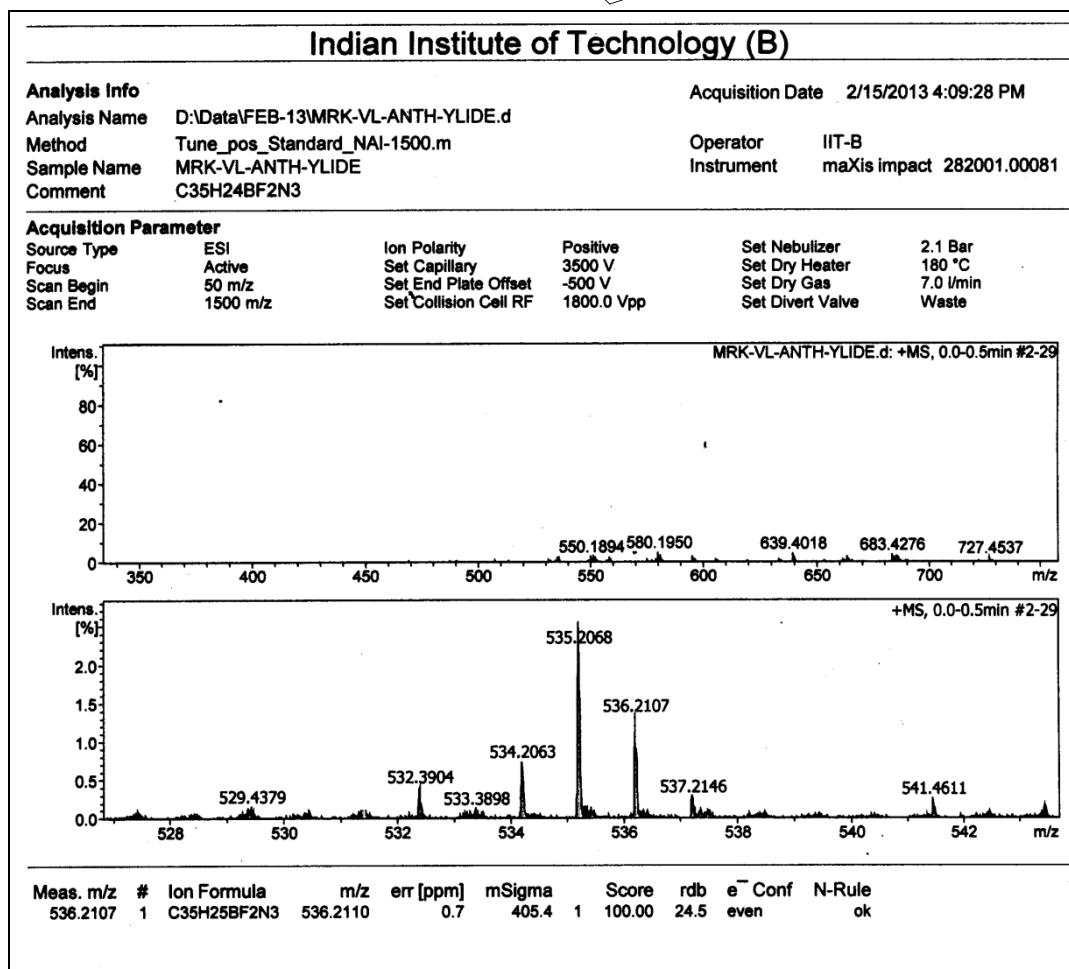 Indian Institute of Technology (B)
Analysis Info
Acquisition Date 2/15/2013 4:09:28 PM
Analysis Name D:\Data\FEB-13\MRK-VL-ANTH-YLIDE.d
Method Tune_pos_Standard_NAI-1500.m Operator IIT-B
Sample Name MRK-VL-ANTH-YLIDE Instrument maXis impact 282001.00081
Comment C35H24BF2N3
Acquisition Parameter
Source Type ESI Ion Polarity Positive Set Nebulizer 2.1 Bar
Focus Active Set Capillary 3500 V Set Dry Heater 180 °C
Scan Begin 50 m/z Set End Plate Offset -500 V Set Dry Gas 7.0 l/min
Scan End 1500 m/z Set Collision Cell RF 1800.0 Vpp Set Divert Valve Waste
Intens. MRK-VL-ANTH-YLIDE.d: +MS, 0.0-0.5min #2-29
[%]
80
60
40
20
550.1894 580.1950 639.4018 683.4276 727.4537
0
350 400 450 500 550 600 650 700 m/z
Intens. +MS, 0.0-0.5min #2-29
[%]
535.2068
2.0
1.5
536.2107
1.0
534.2063
0.5 532.3904
537.2146 541.4611
529.4379 533.3898
0.0
528 530 532 534 536 538 540 542 m/z
Meas. m/z # Ion Formula m/z err [ppm] mSigma Score rdb e⁻ Conf N-Rule
536.2107 1 C35H25BF2N3 536.2110 0.7 405.4 1 100.00 24.5 even ok